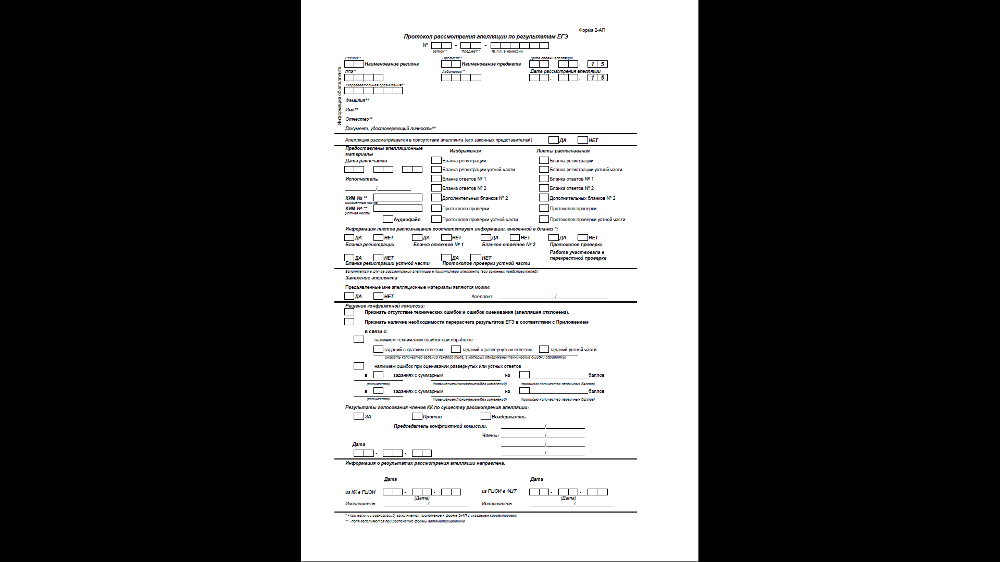 Форма 2-АП
Протокол рассмотрения апелляции по результатам ЕГЭ
№ - -
регион** Предмет** № п.п. в комиссии
Информация об апеллянте
Регион** Предмет** Дата подачи апелляции
Наименование региона Наименование предмета . . 1 5
ППЭ** Аудитория** Дата рассмотрения апелляции
. . 1 5
Образовательная организация**
Фамилия**
Имя**
Отчество**
Документ, удостоверяющий личность**
Апелляция рассматривается в присутствии апеллянта (его законных представителей) ДА НЕТ
Предоставлены апелляционные материалы Изображения Листы распознавания
Дата распечатки Бланка регистрации Бланка регистрации
. . Бланка регистрации устной части Бланка регистрации устной части
Исполнитель Бланка ответов № 1 Бланка ответов № 1
____________/_____________ Бланка ответов № 2 Бланка ответов № 2
КИМ № ** Дополнительных бланков № 2 Дополнительных бланков № 2
письменная часть
КИМ № ** Протоколов проверки Протоколов проверки
устная часть
Аудиофайл Протоколов проверки устной части Протоколов проверки устной части
Информация листов распознавания соответствует информации, внесенной в бланки *:
ДА НЕТ ДА НЕТ ДА НЕТ ДА НЕТ
Бланка регистрации Бланка ответов № 1 Бланков ответов № 2 Протоколов проверки
ДА НЕТ ДА НЕТ Работа участвовала в перекрестной проверке
Бланка регистрации устной части Протоколов проверки устной части
Заполняется в случае рассмотрения апелляции в присутствии апеллянта (его законных представителей):
Заявление апеллянта
Предъявленные мне апелляционные материалы являются моими:
ДА НЕТ Апеллянт ____________________/___________________
Решение конфликтной комиссии:
Признать отсутствие технических ошибок и ошибок оценивания (апелляция отклонена).
Признать наличие необходимости перерасчета результатов ЕГЭ в соответствии с Приложением
в связи с:
наличием технических ошибок при обработке:
заданий с кратким ответом заданий с развернутым ответом заданий устной части
(указать количество заданий каждого типа, в которых обнаружены технические ошибки обработки)
наличием ошибок при оценивании развернутых или устных ответов
в заданиях с суммарным на баллов
(количество) (повышением/понижением/без изменений) (прописью количество первичных баллов)
в заданиях с суммарным на баллов
(количество) (повышением/понижением/без изменений) (прописью количество первичных баллов)
Результаты голосования членов КК по существу рассмотрения апелляции:
ЗА Против Воздержалось
Председатель конфликтной комиссии: ________________/______________
Члены: ________________/______________
Дата ________________/______________
. . ________________/______________
Информация о результатах рассмотрения апелляции направлена:
Дата Дата
из КК в РЦОИ . . из РЦОИ в ФЦТ . .
(Дата) (Дата)
Исполнитель ________________/______________ Исполнитель ________________/______________
* - при наличии разногласий, заполняется приложение к форме 2-АП с указанием корректировок
** - поля заполняются при распечатке формы автоматизированно